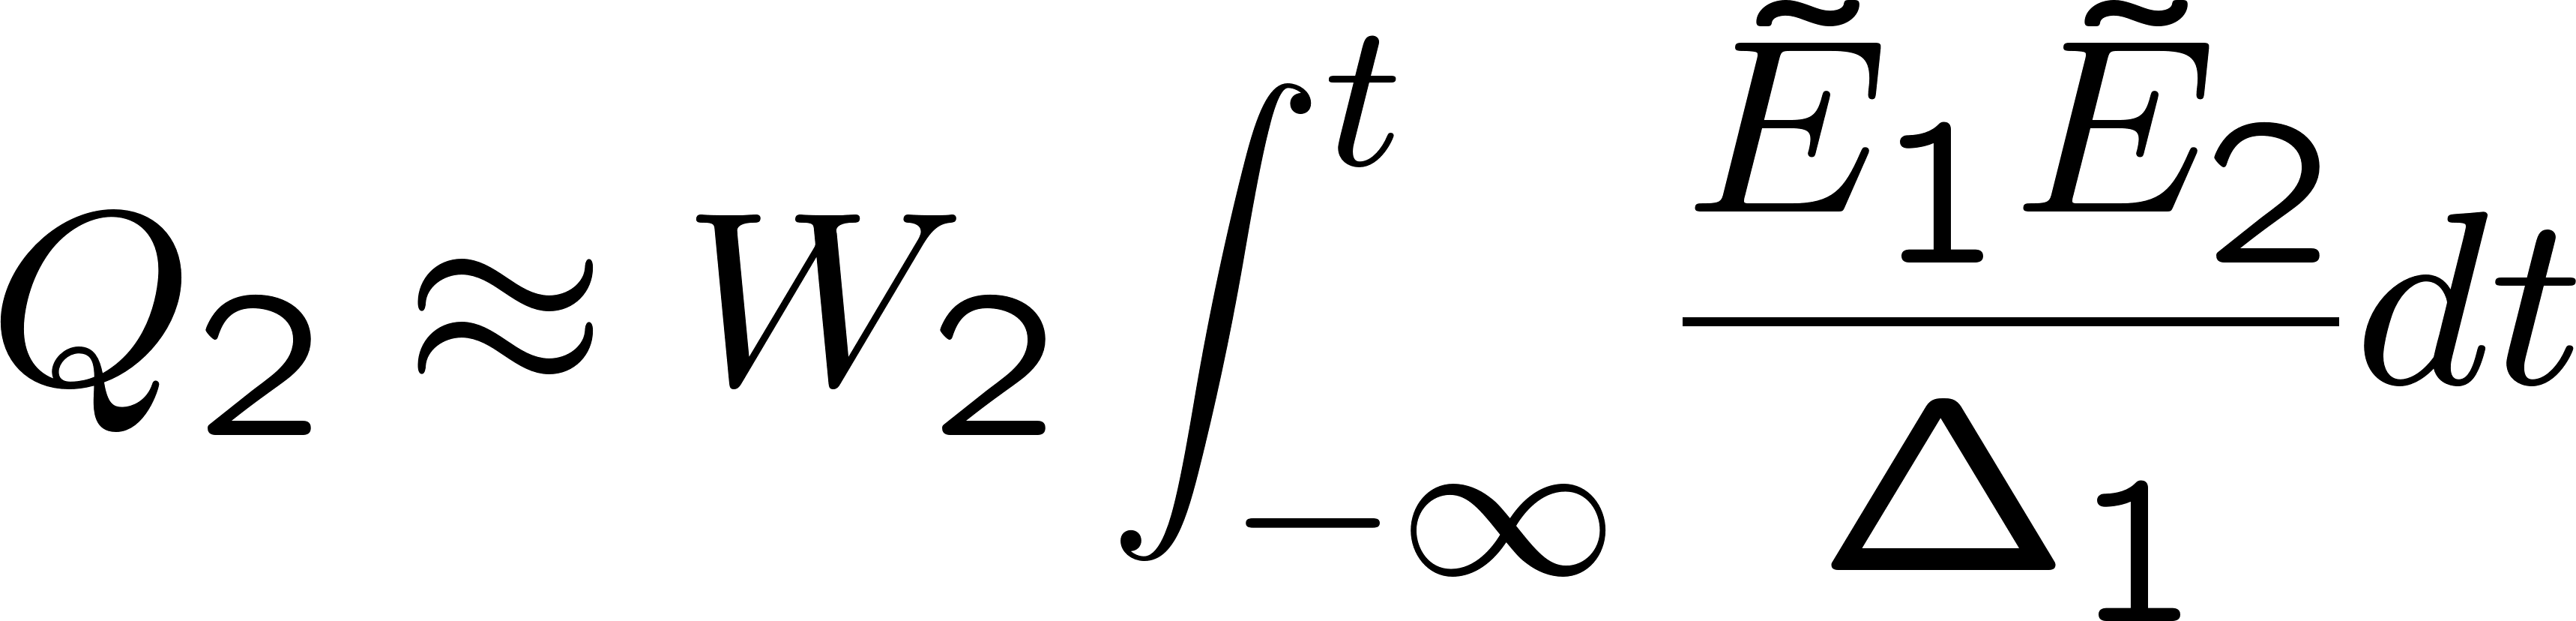 Q_2 \approx W_2 \int_{-\infty}^{t} \frac{\tilde{E}_1 \tilde{E}_2}{\Delta_1} dt